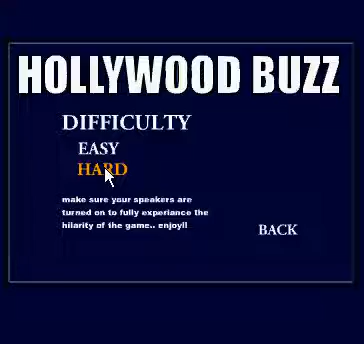 HOLLYWOOD BUZZ
DIFFICULTY
EASY
HARD
make sure your speakers are
turned on to fully experiance the
hilarity of the game.. enjoy!!
BACK